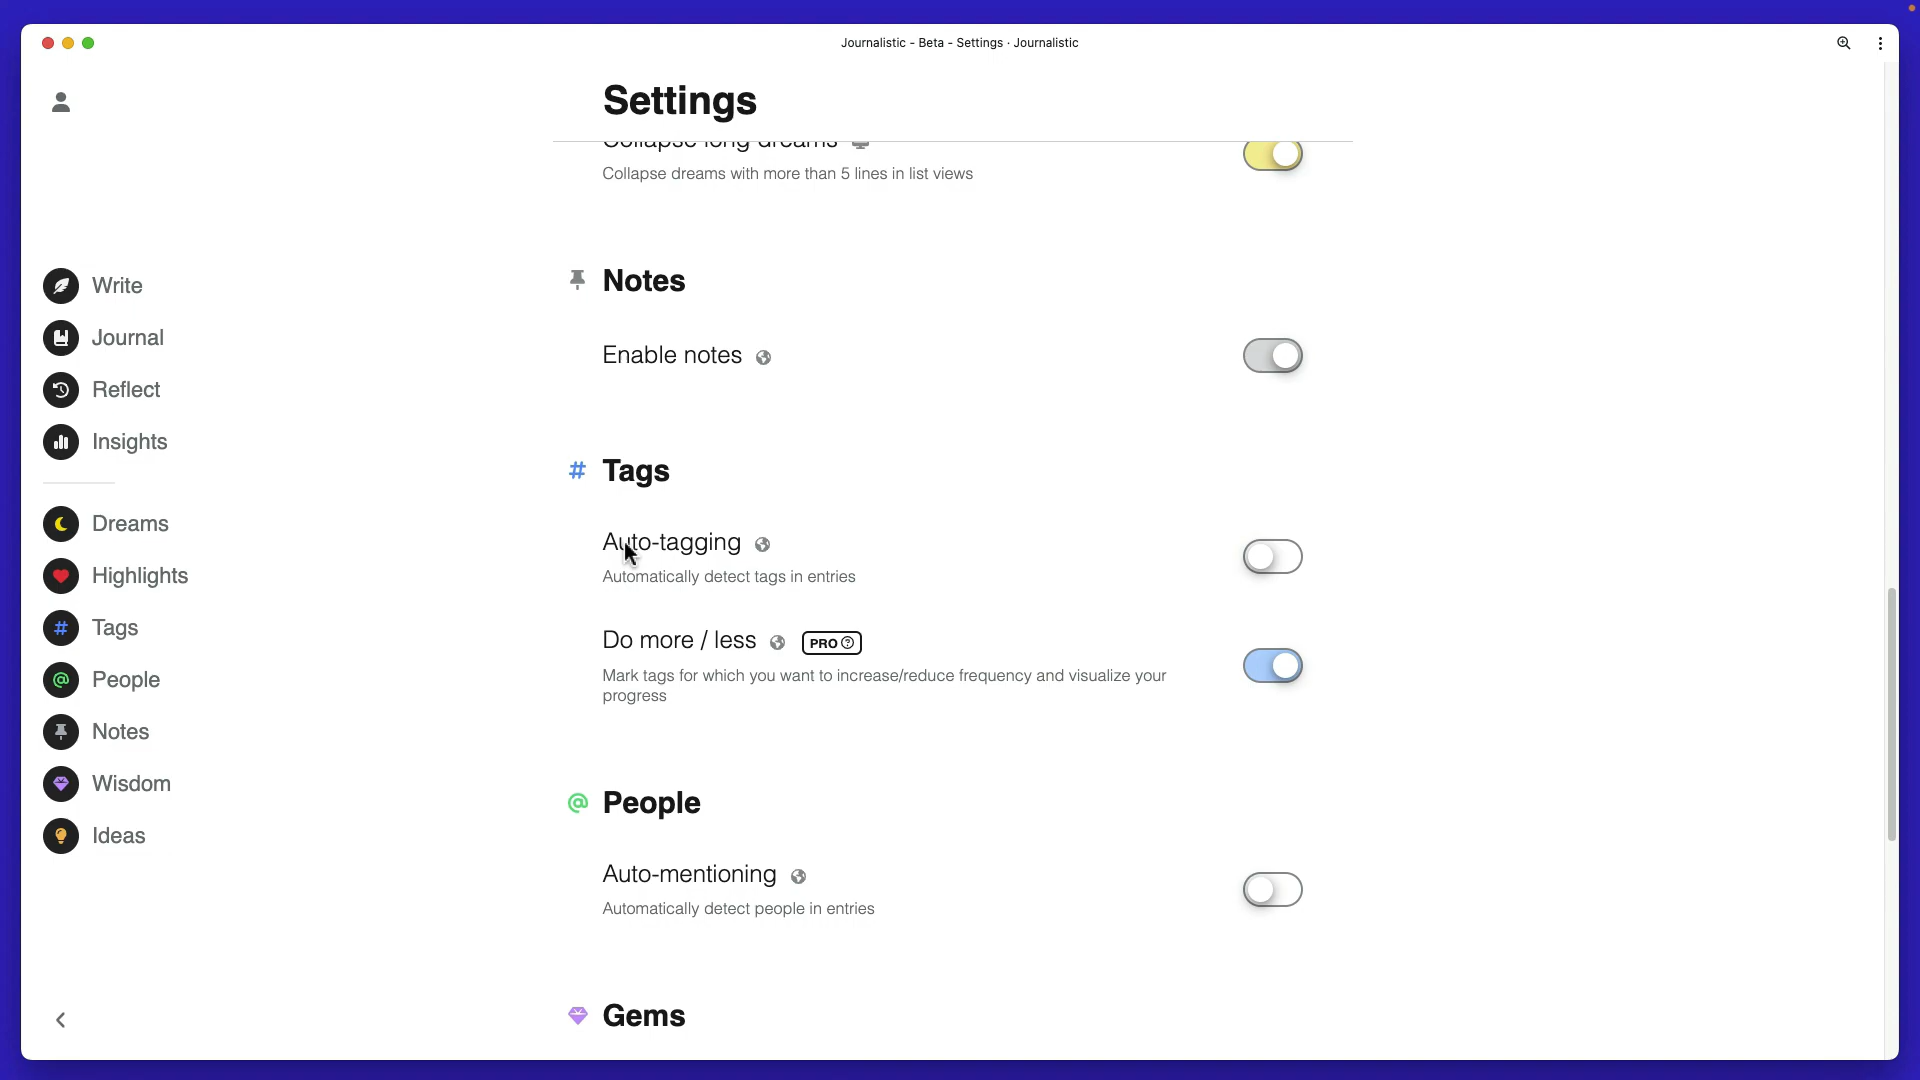 Journalistic - Beta - Settings · Journalistic
Settings
Collapse long dreams
Collapse dreams with more than 5 lines in list views
Notes
Enable notes
# Tags
Auto-tagging
Automatically detect tags in entries
Do more / less PRO
Mark tags for which you want to increase/reduce frequency and visualize your
progress
@ People
Auto-mentioning
Automatically detect people in entries
Gems
Write
Journal
Reflect
Insights
Dreams
Highlights
# Tags
@ People
Notes
Wisdom
Ideas